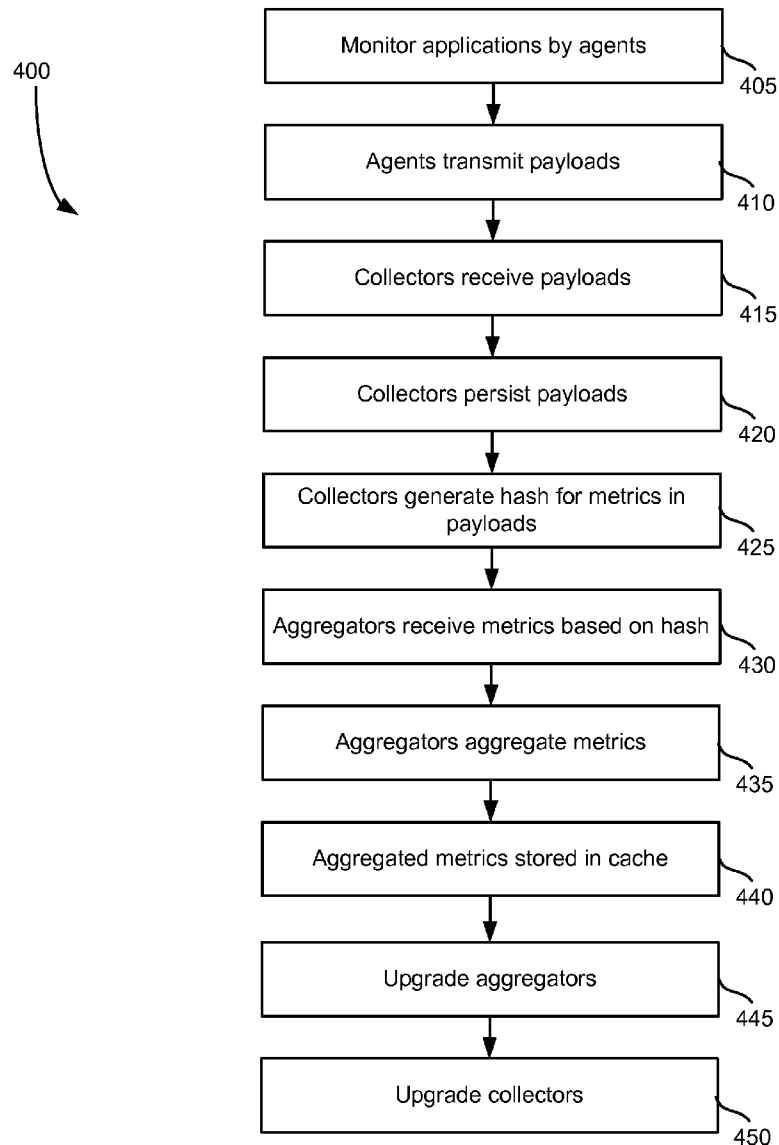 400
Monitor applications by agents
405
Agents transmit payloads
410
Collectors receive payloads
415
Collectors persist payloads
420
Collectors generate hash for metrics in
payloads
425
Aggregators receive metrics based on hash
430
Aggregators aggregate metrics
435
Aggregated metrics stored in cache
440
Upgrade aggregators
445
Upgrade collectors
450